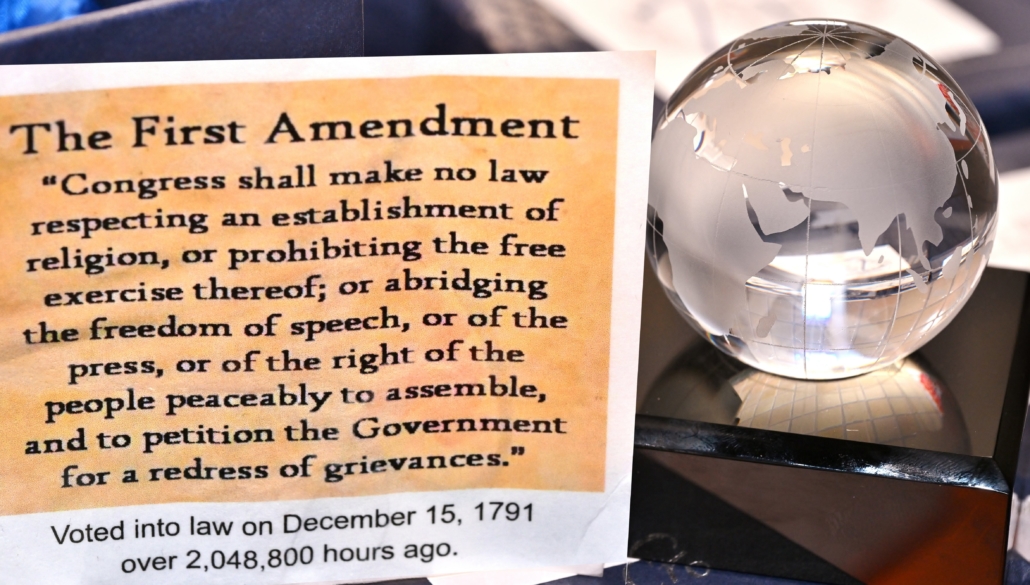 The First Amendment
“Congress shall make no law
respecting an establishment of
religion, or prohibiting the free
exercise thereof; or abridging
the freedom of speech, or of the
press, or of the right of the
people peaceably to assemble,
and to petition the Government
for a redress of grievances.”
Voted into law on December 15, 1791
over 2,048,800 hours ago.